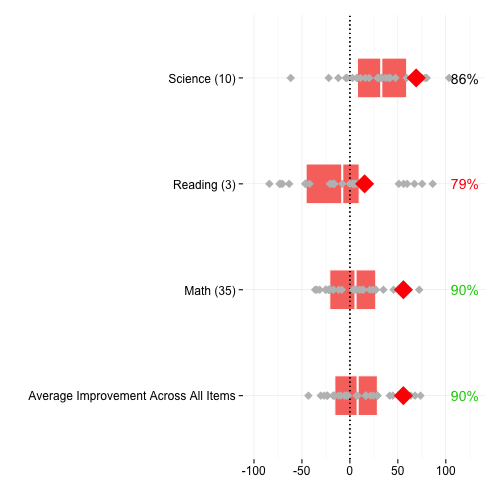 Science (10)
86%
Reading (3)
79%
Math (35)
90%
Average Improvement Across All Items
90%
-100 -50 0 50 100